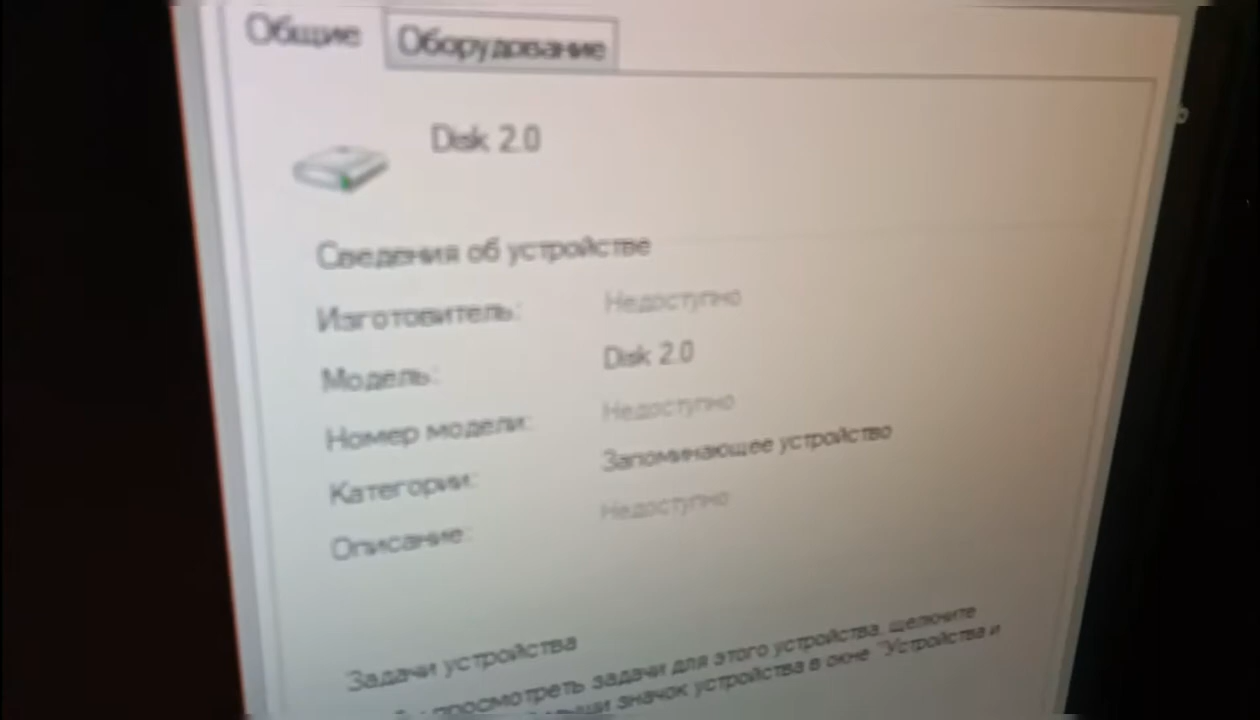 Общие
Оборудование
Disk 2.0
Сведения об устройстве
Изготовитель: Недоступно
Модель: Disk 2.0
Номер модели: Недоступно
Категории: Запоминающее устройство
Описание: Недоступно
Задачи устройства
просмотреть задачи для этого устройства, щелкните
значок устройства в окне "Устройства и